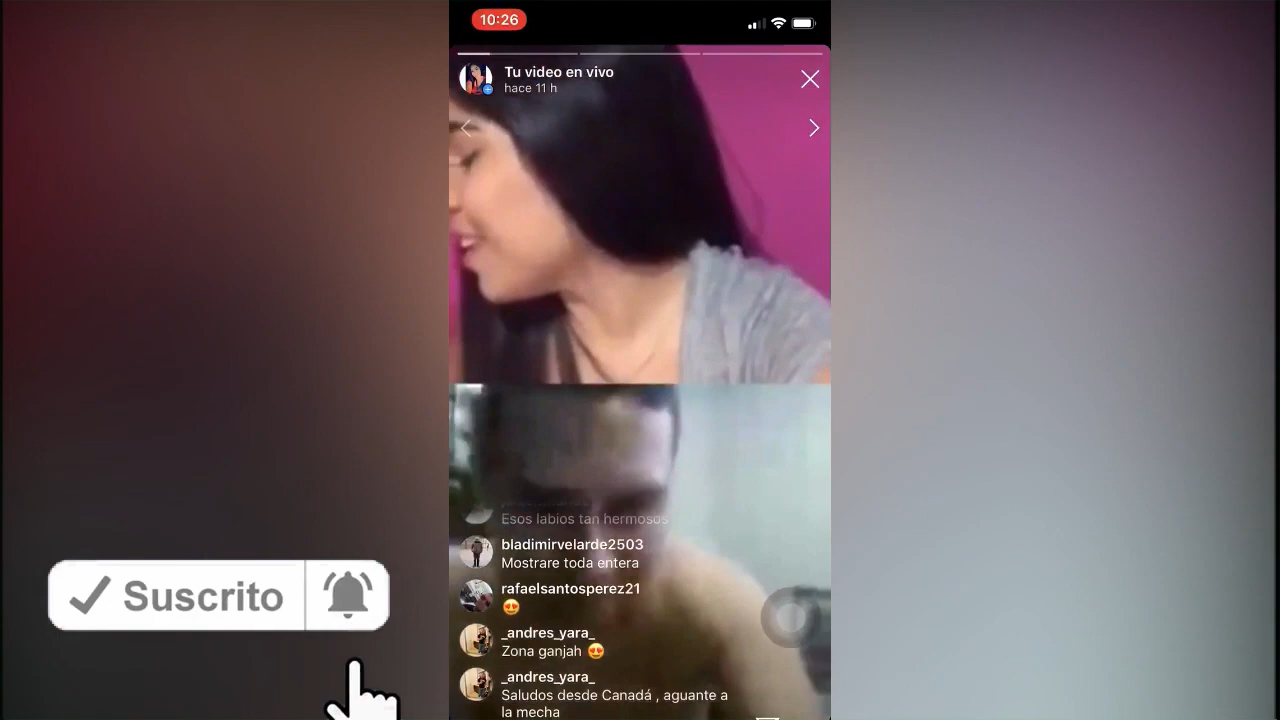 10:26
Tu video en vivo
hace 11 h
Esos labios tan hermosos
bladimirvelarde2503
Mostrare toda entera
rafaelsantosperez21
😍
_andres_yara_
Zona ganjah 😍
_andres_yara_
Saludos desde Canadá , aguante a
la mecha
Suscrito